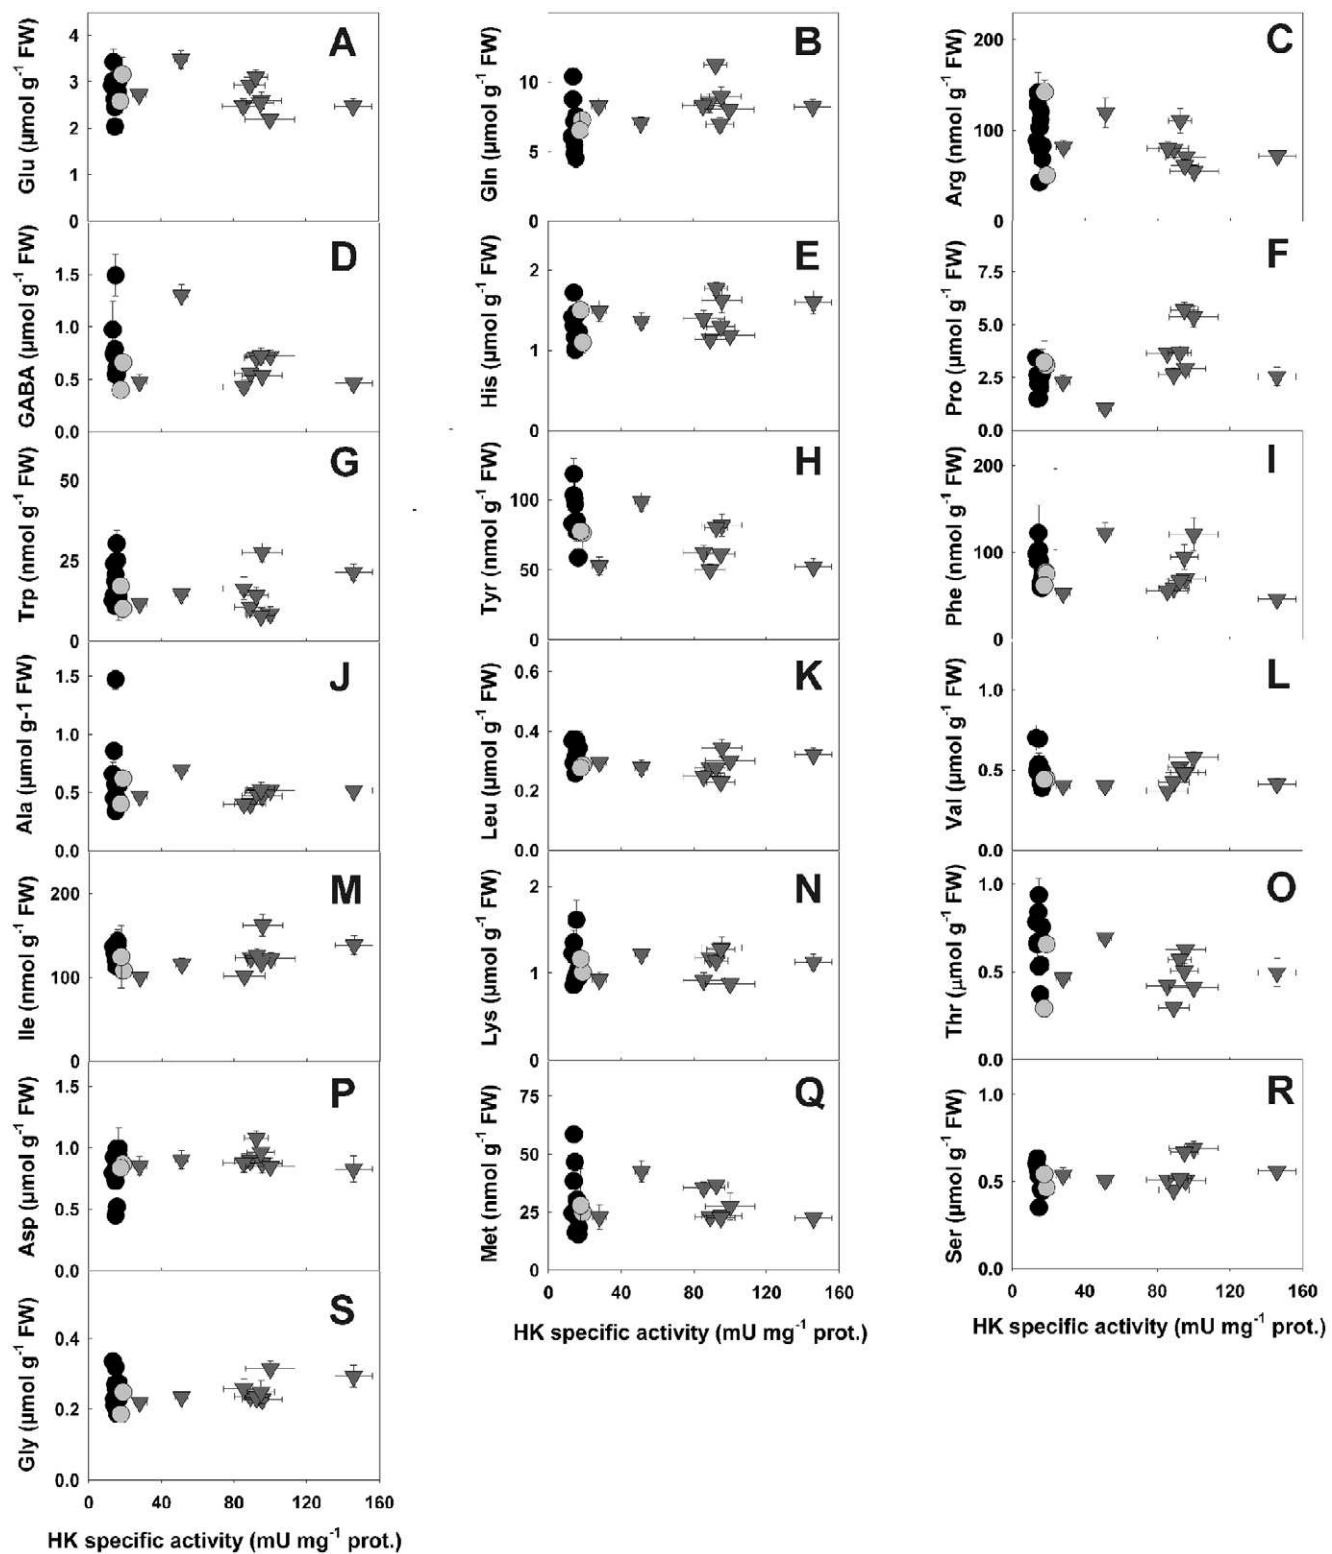 A
Glu (µmol g⁻¹ FW)
4
3
2
1
0
B
Gln (µmol g⁻¹ FW)
10
5
0
C
Arg (nmol g⁻¹ FW)
200
100
0
D
GABA (µmol g⁻¹ FW)
1.5
1.0
0.5
0.0
E
His (µmol g⁻¹ FW)
2
1
0
F
Pro (µmol g⁻¹ FW)
7.5
5.0
2.5
0.0
G
Trp (nmol g⁻¹ FW)
50
25
0
H
Tyr (nmol g⁻¹ FW)
100
50
0
I
Phe (nmol g⁻¹ FW)
200
100
0
J
Ala (µmol g-1 FW)
1.5
1.0
0.5
0.0
K
Leu (µmol g⁻¹ FW)
0.6
0.4
0.2
0.0
L
Val (µmol g⁻¹ FW)
1.0
0.5
0.0
M
Ile (nmol g⁻¹ FW)
200
100
0
N
Lys (µmol g⁻¹ FW)
2
1
0
O
Thr (µmol g⁻¹ FW)
1.0
0.5
0.0
P
Asp (µmol g⁻¹ FW)
1.5
1.0
0.5
0.0
Q
Met (nmol g⁻¹ FW)
75
50
25
0
0 40 80 120 160
HK specific activity (mU mg⁻¹ prot.)
R
Ser (µmol g⁻¹ FW)
1.0
0.5
0.0
0 40 80 120 160
HK specific activity (mU mg⁻¹ prot.)
S
Gly (µmol g⁻¹ FW)
0.4
0.2
0.0
0 40 80 120 160
HK specific activity (mU mg⁻¹ prot.)